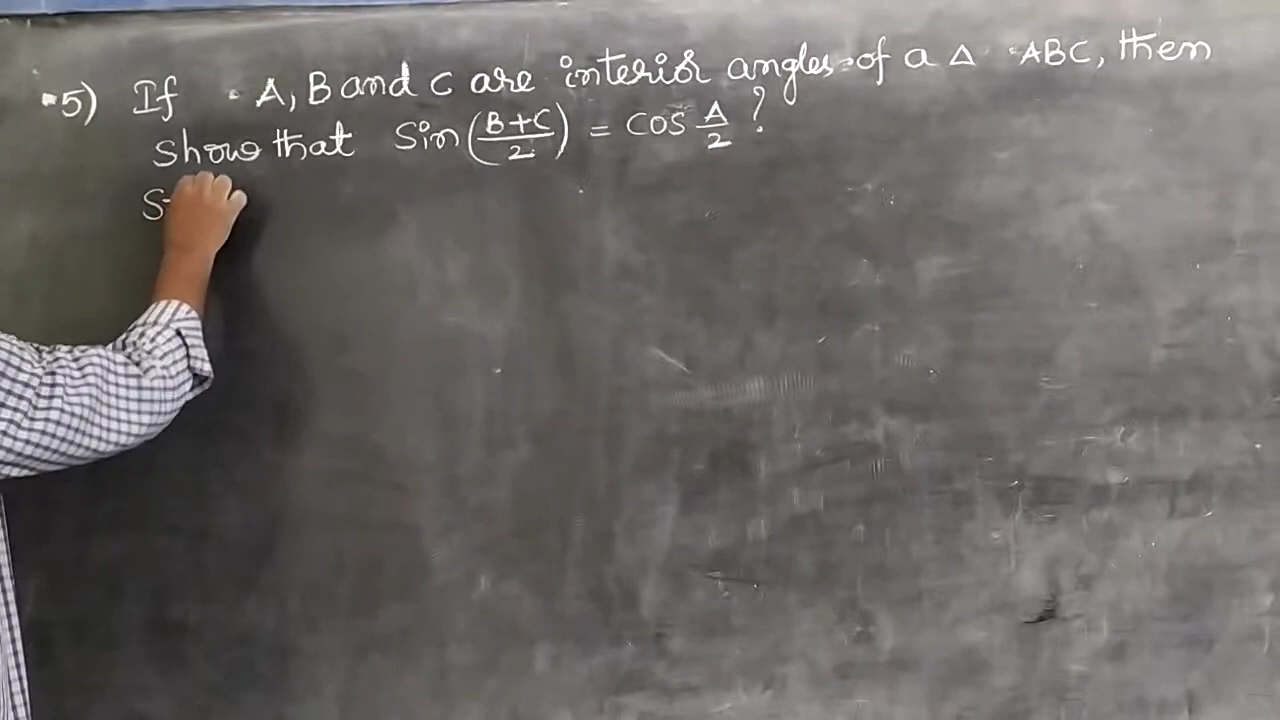 5) If A, B and C are interior angles of a △ ABC, then
show that Sin(B+C/2) = cos A/2 ?
S